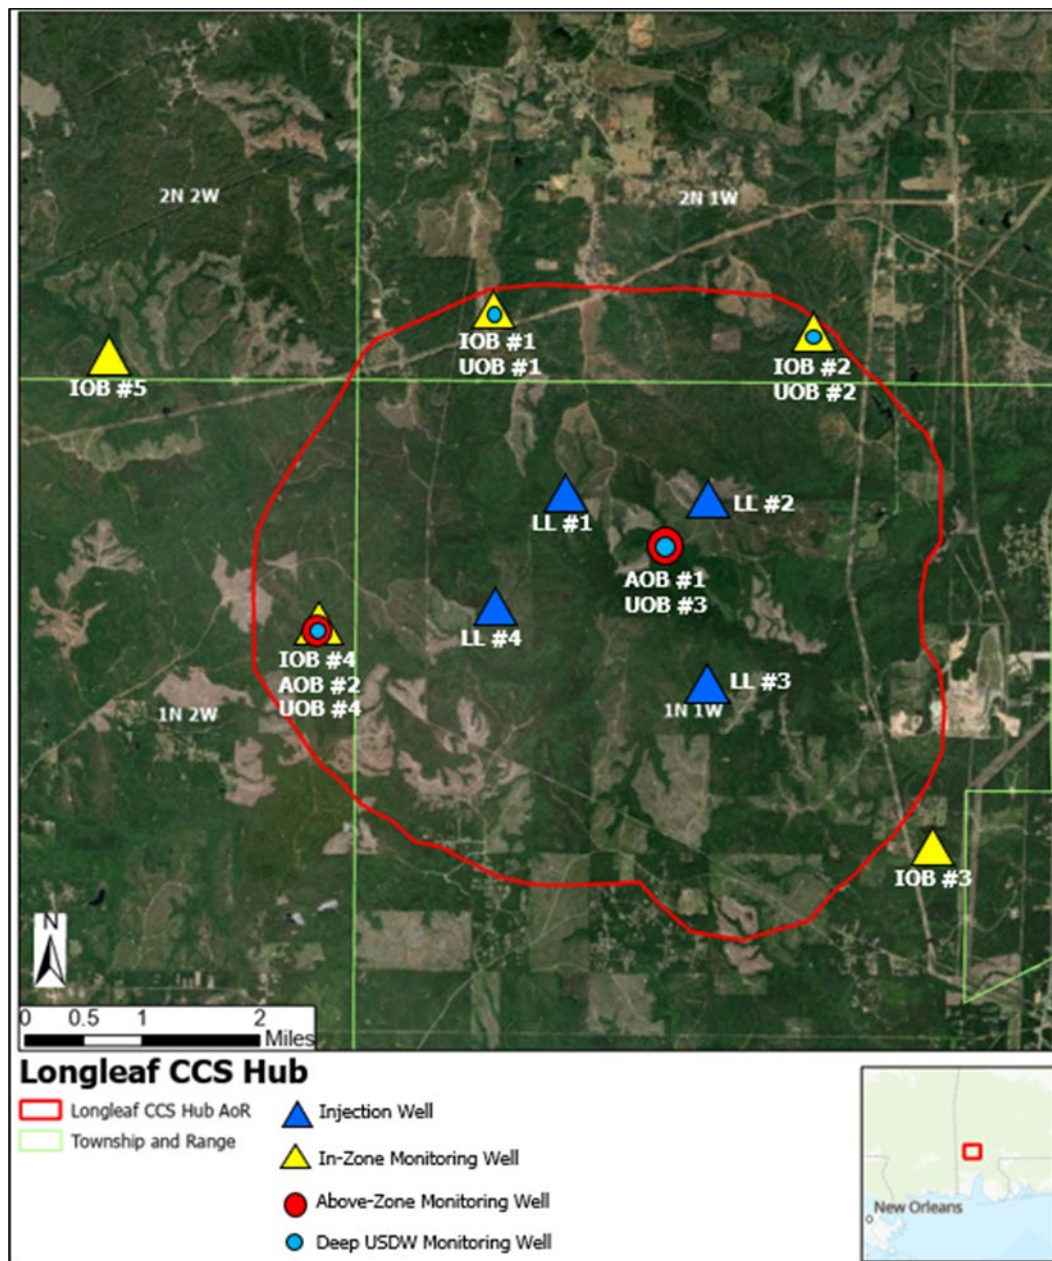 2N 2W
2N 1W
IOB #1
UOB #1
IOB #2
UOB #2
IOB #5
LL #1
LL #2
AOB #1
UOB #3
LL #4
IOB #4
AOB #2
UOB #4
LL #3
1N 2W
1N 1W
IOB #3
N
0 0.5 1 2
Miles
Longleaf CCS Hub
Longleaf CCS Hub AoR
Township and Range
Injection Well
In-Zone Monitoring Well
Above-Zone Monitoring Well
Deep USDW Monitoring Well
New Orleans